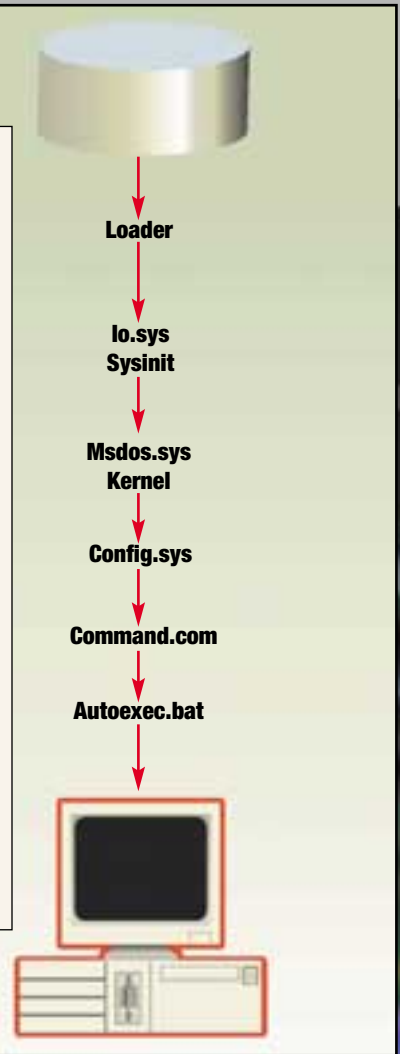 Loader
Io.sys
Sysinit
Msdos.sys
Kernel
Config.sys
Command.com
Autoexec.bat